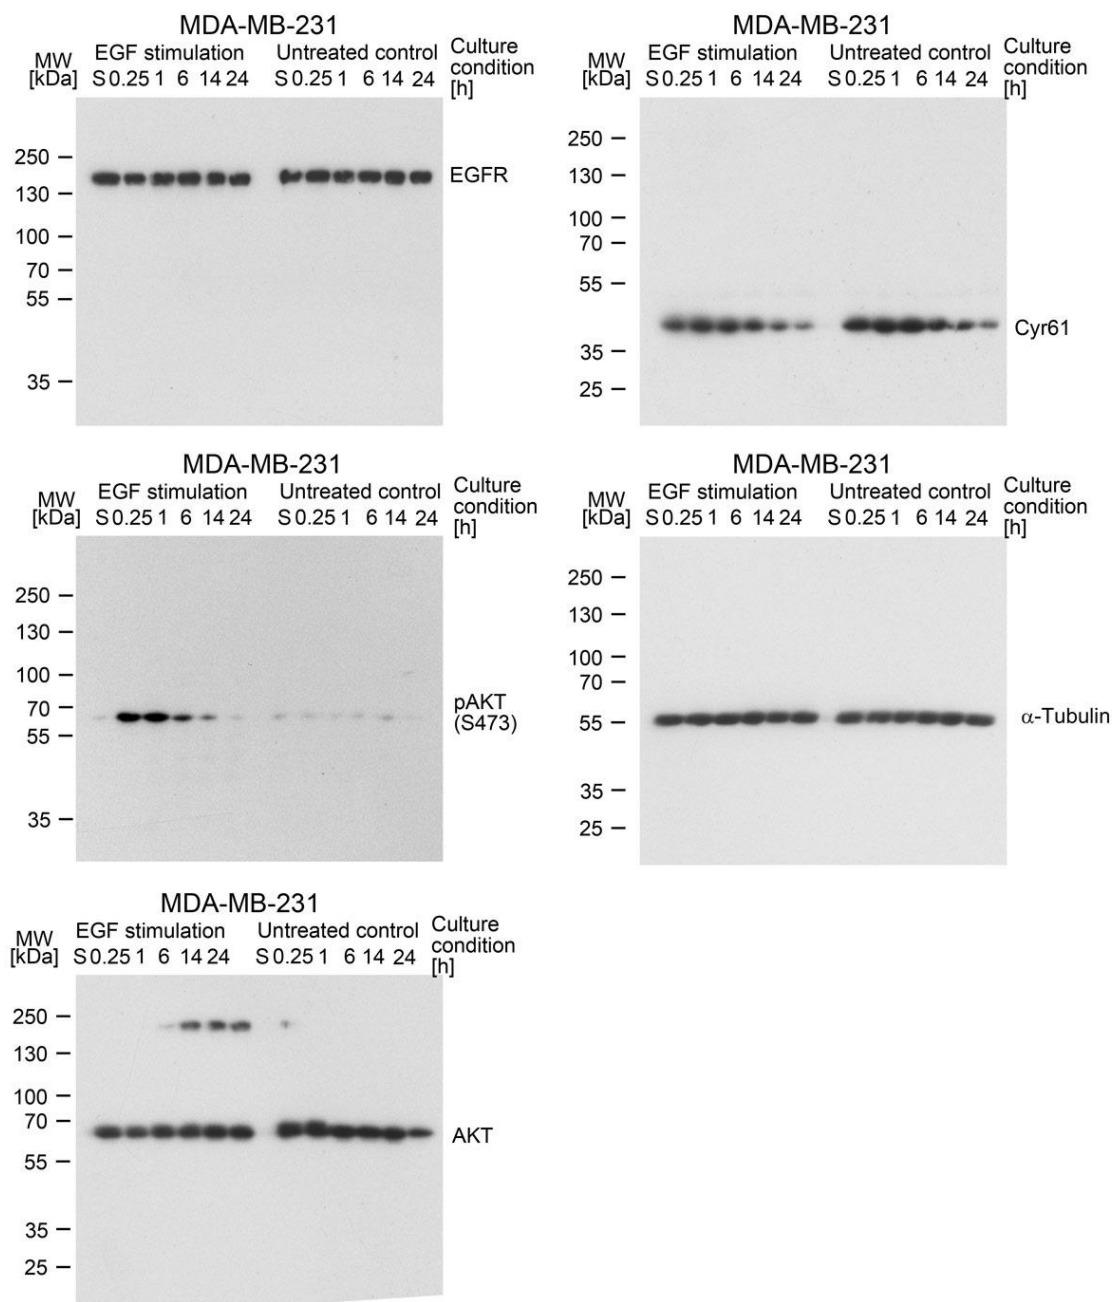 MDA-MB-231
EGF stimulation Untreated control Culture condition [h]
MW [kDa] S 0.25 1 6 14 24 S 0.25 1 6 14 24
250
130
100
70
55
35
EGFR
MDA-MB-231
EGF stimulation Untreated control Culture condition [h]
MW [kDa] S 0.25 1 6 14 24 S 0.25 1 6 14 24
250
130
100
70
55
35
25
Cyr61
MDA-MB-231
EGF stimulation Untreated control Culture condition [h]
MW [kDa] S 0.25 1 6 14 24 S 0.25 1 6 14 24
250
130
100
70
55
35
pAKT
(S473)
MDA-MB-231
EGF stimulation Untreated control Culture condition [h]
MW [kDa] S 0.25 1 6 14 24 S 0.25 1 6 14 24
250
130
100
70
55
35
25
α-Tubulin
MDA-MB-231
EGF stimulation Untreated control Culture condition [h]
MW [kDa] S 0.25 1 6 14 24 S 0.25 1 6 14 24
250
130
100
70
55
35
25
AKT